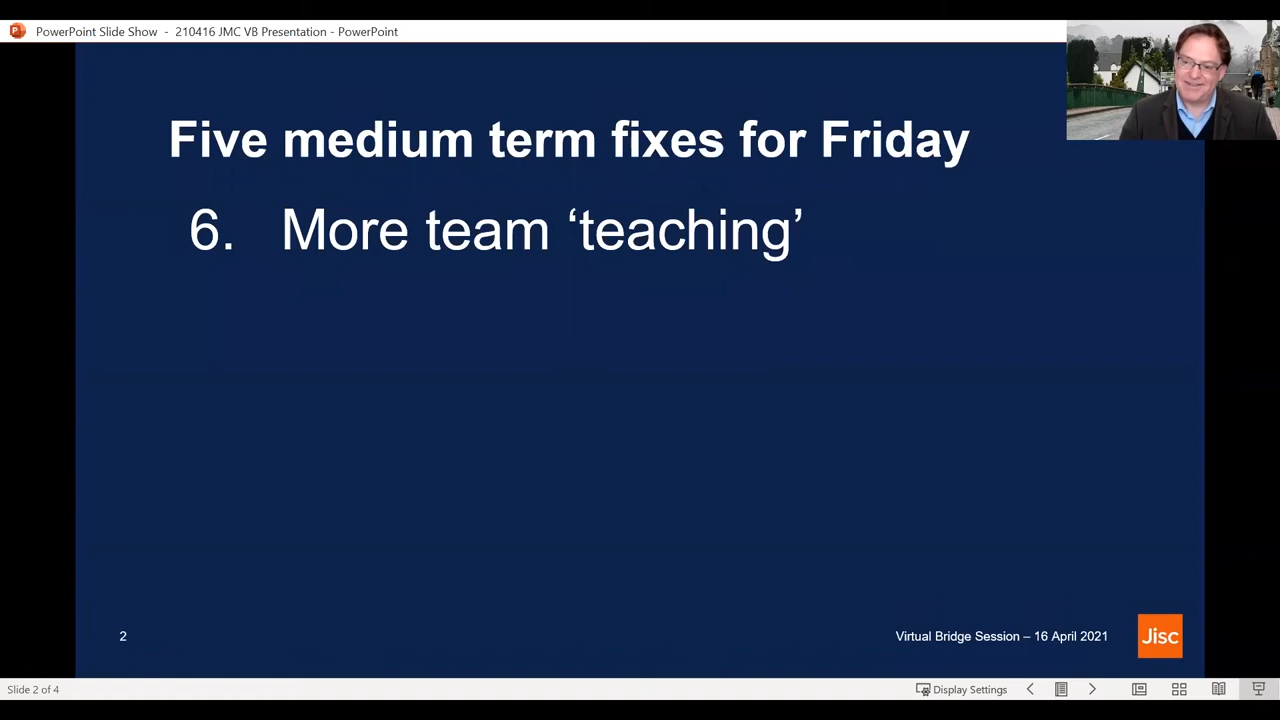 PowerPoint Slide Show - 210416 JMC VB Presentation - PowerPoint
Five medium term fixes for Friday
6. More team ‘teaching’
2
Virtual Bridge Session – 16 April 2021
Jisc
Slide 2 of 4
Display Settings